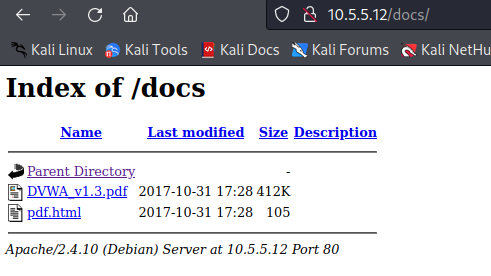 10.5.5.12/docs/
Kali Linux Kali Tools Kali Docs Kali Forums Kali NetHu
Index of /docs
Name Last modified Size Description
Parent Directory -
DVWA_v1.3.pdf 2017-10-31 17:28 412K
pdf.html 2017-10-31 17:28 105
Apache/2.4.10 (Debian) Server at 10.5.5.12 Port 80